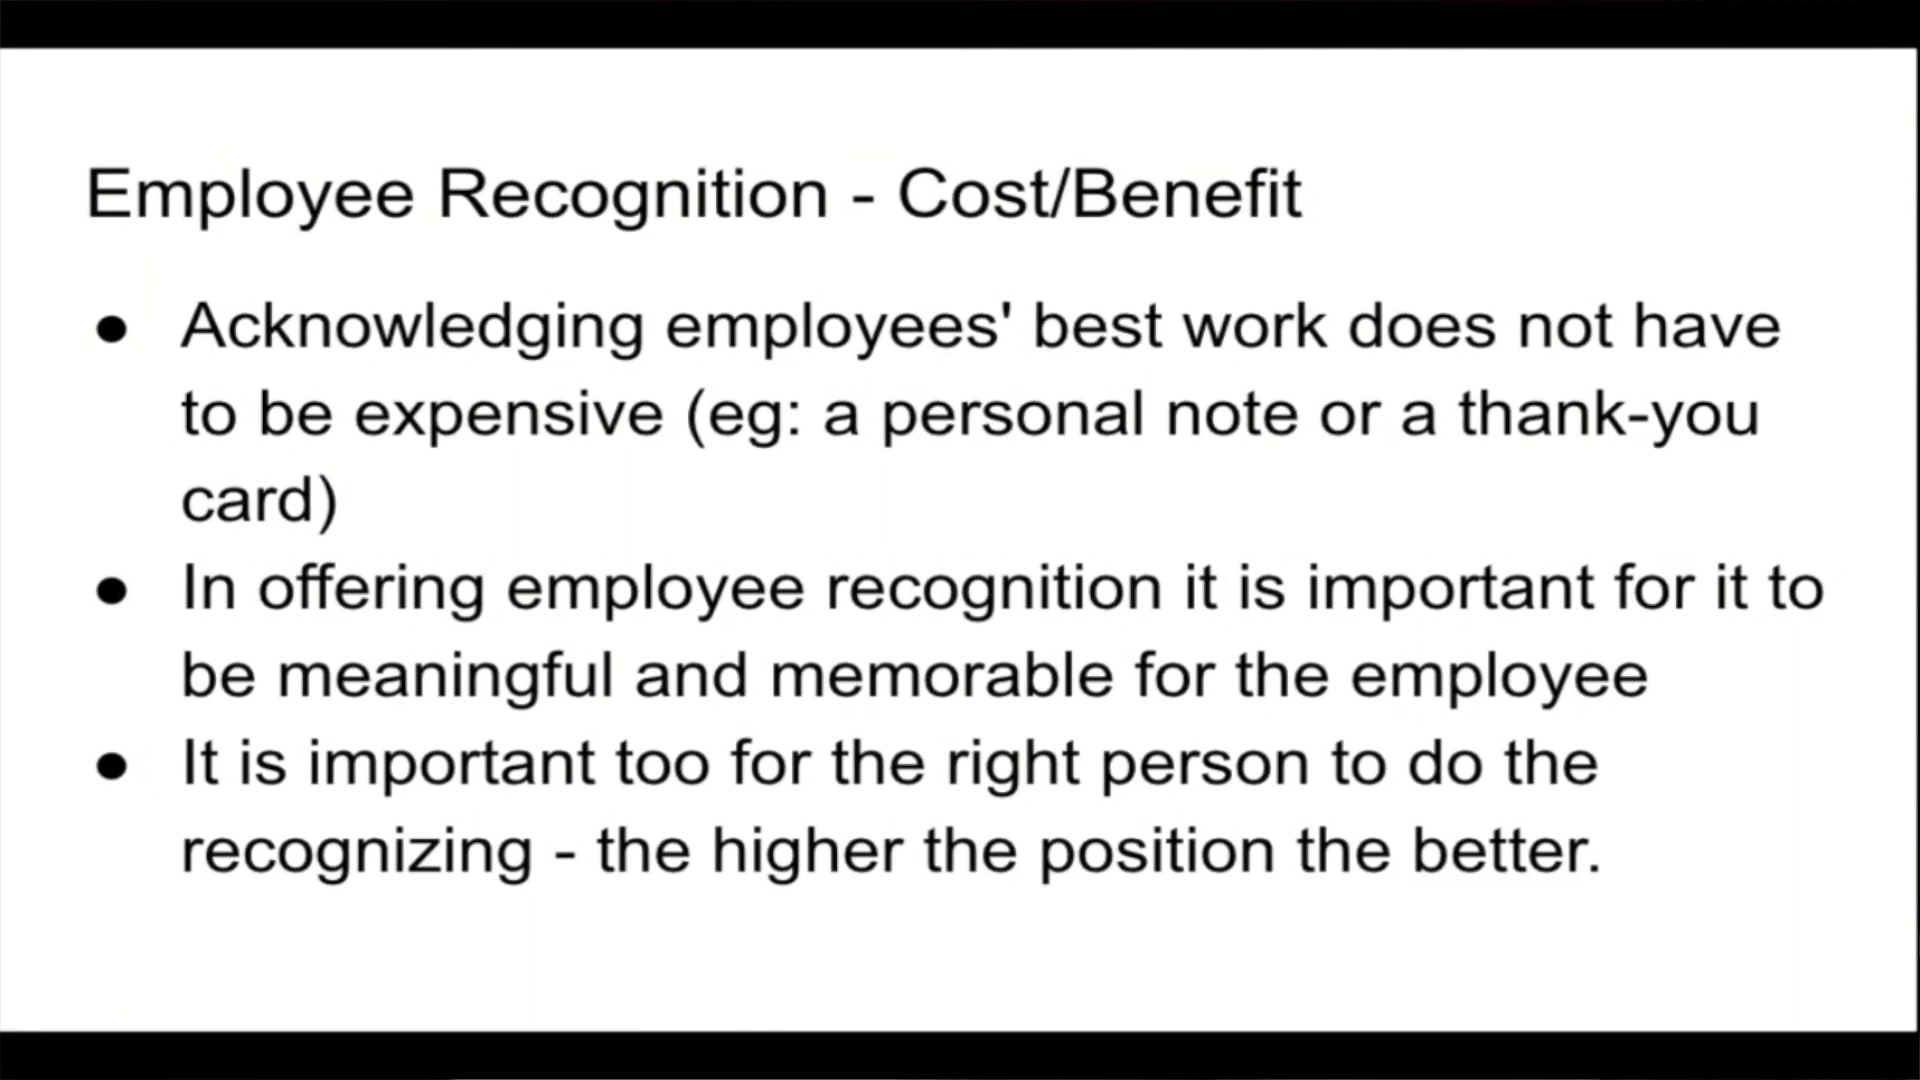 Employee Recognition - Cost/Benefit
● Acknowledging employees' best work does not have
to be expensive (eg: a personal note or a thank-you
card)
● In offering employee recognition it is important for it to
be meaningful and memorable for the employee
● It is important too for the right person to do the
recognizing - the higher the position the better.